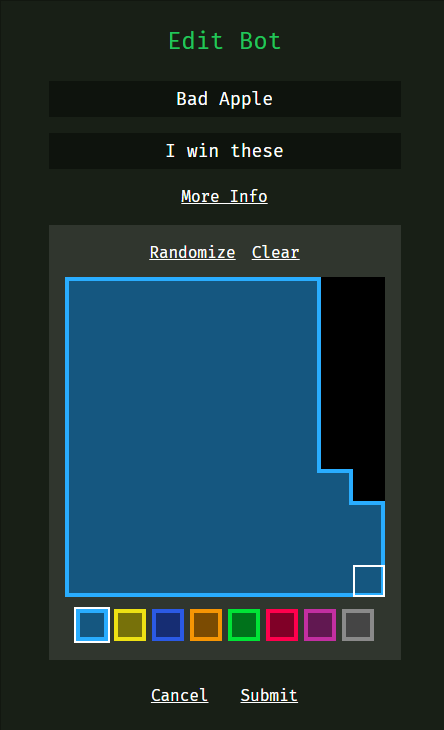 Edit Bot
Bad Apple
I win these
More Info
Randomize Clear
Cancel Submit